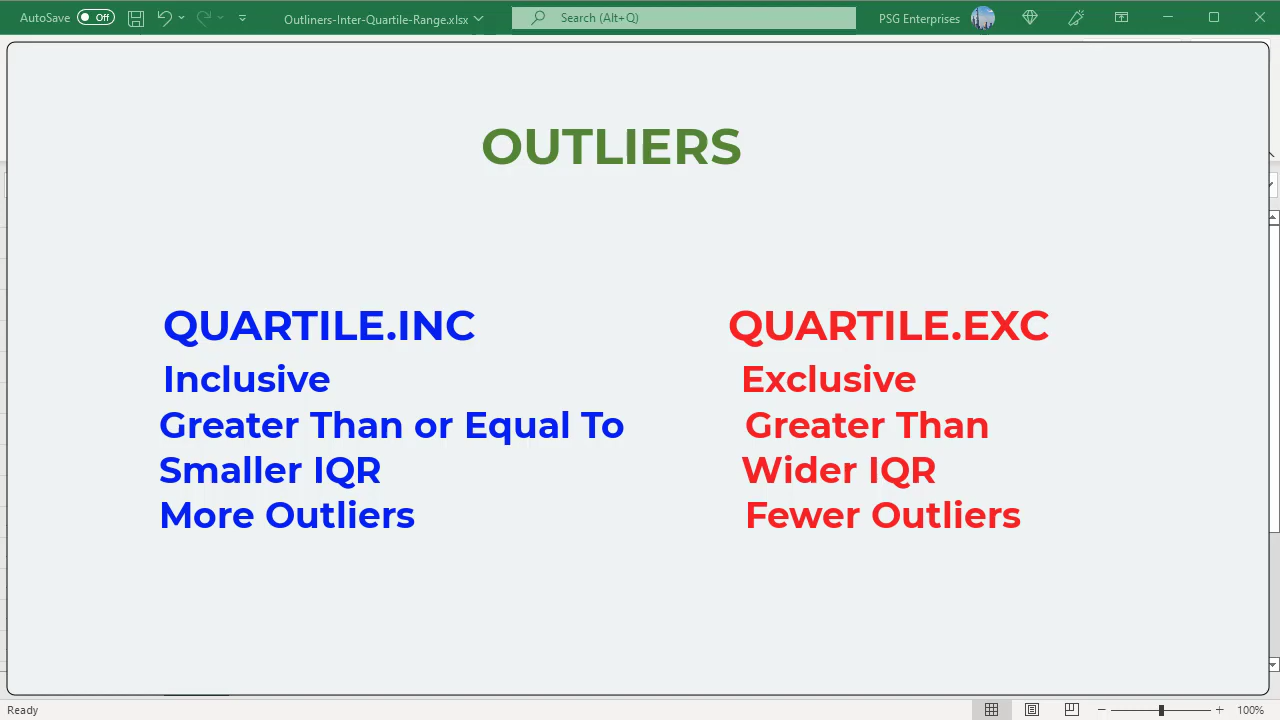 AutoSave Off Outliners-Inter-Quartile-Range.xlsx Search (Alt+Q) PSG Enterprises
OUTLIERS
QUARTILE.INC
Inclusive
Greater Than or Equal To
Smaller IQR
More Outliers
QUARTILE.EXC
Exclusive
Greater Than
Wider IQR
Fewer Outliers
Ready 100%